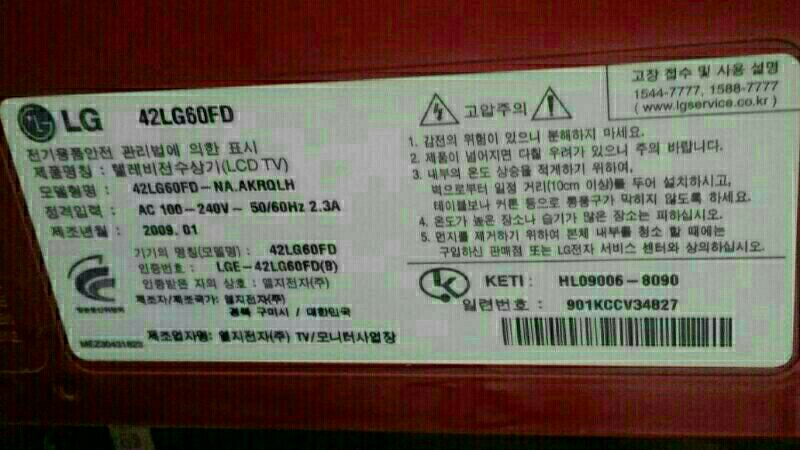 LG 42LG60FD
전기용품안전 관리법에 의한 표시
제품명칭 : 텔레비전수상기(LCD TV)
모델형명 : 42LG60FD-NA.AKRQLH
정격입력 : AC 100-240V~ 50/60Hz 2.3A
제조년월 : 2009. 01
기기의 명칭(모델명) : 42LG60FD
인증번호 : LGE-42LG60FD(B)
인증받은 자의 상호 : 엘지전자(주)
제조자/제조국가: 엘지전자(주)
경북 구미시 / 대한민국
방송통신위원회
MEZ30431823
제조업자명: 엘지전자(주) TV/모니터사업장
고장 접수 및 사용 설명
1544-7777, 1588-7777
( www.lgservice.co.kr )
고압주의
1. 감전의 위험이 있으니 분해하지 마세요.
2. 제품이 넘어지면 다칠 우려가 있으니 주의 바랍니다.
3. 내부의 온도 상승을 적게하기 위하여,
벽으로부터 일정 거리(10cm 이상)를 두어 설치하고
테이블보나 커튼 등으로 통풍구가 막히지 않도록하세요.
4. 온도가 높은 장소나 습기가 많은 장소는 피하십시오.
5. 먼지를 제거하기 위하여 본체 내부를 청소 할 때에는
구입하신 판매점 또는 LG전자 서비스 센터와 상의하십시오.
KETI : HL09006-8090
일련번호 : 901KCCV34827